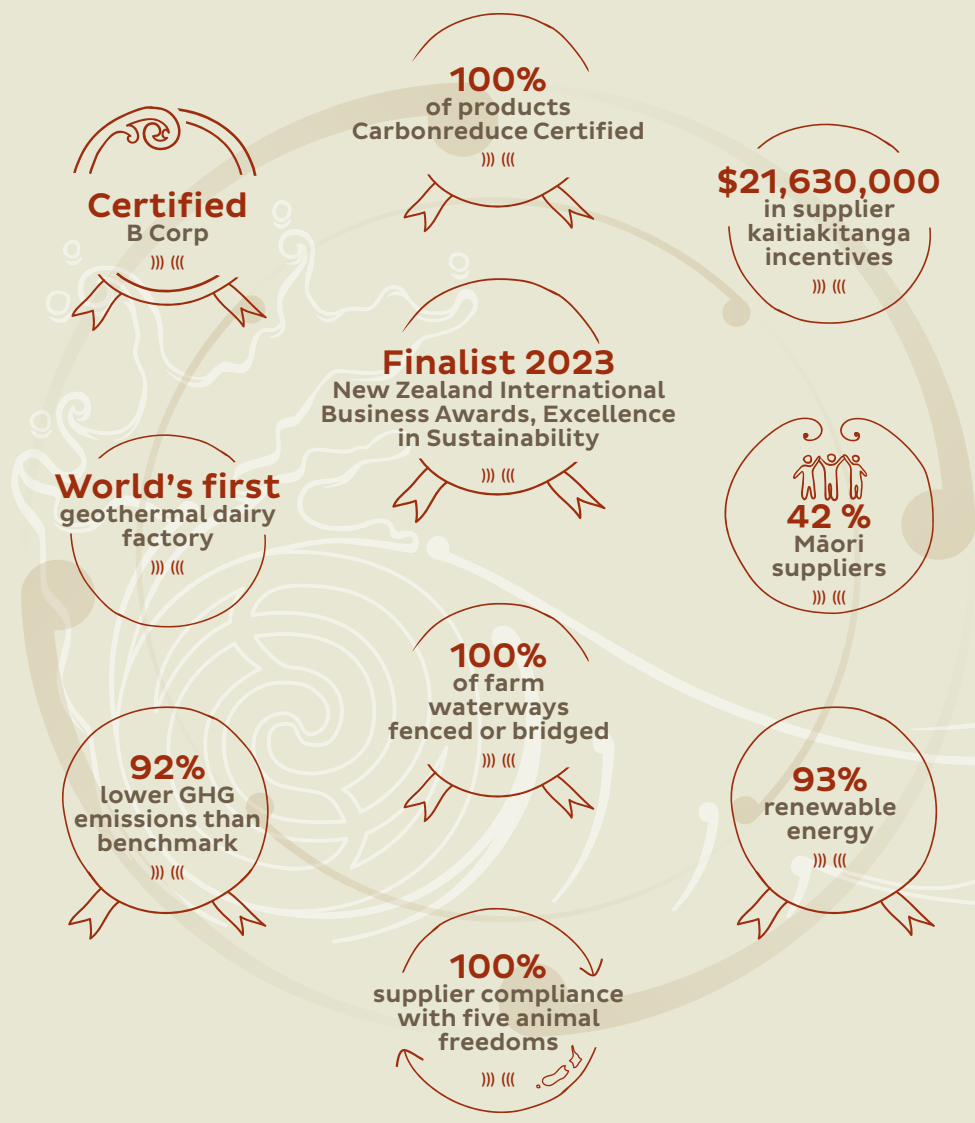 100%
of products
Carbonreduce Certified
Certified
B Corp
$21,630,000
in supplier
kaitiakitanga
incentives
Finalist 2023
New Zealand International
Business Awards, Excellence
in Sustainability
World’s first
geothermal dairy
factory
42 %
Māori
suppliers
100%
of farm
waterways
fenced or bridged
92%
lower GHG
emissions than
benchmark
93%
renewable
energy
100%
supplier compliance
with five animal
freedoms